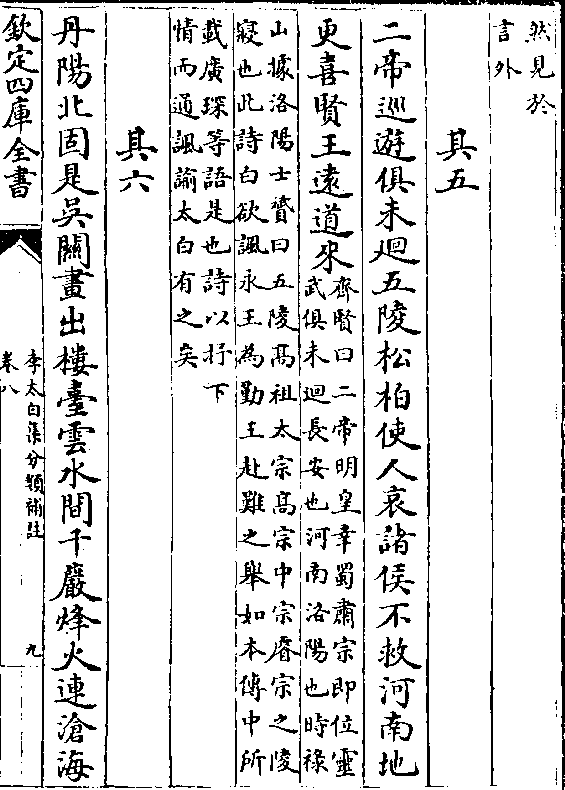 然見於
言外
其五
二帝巡遊俱未廻五陵松柏使人哀諸侯不救河南地
更喜賢王遠道來
齊賢曰二帝明皇幸蜀肅宗即位靈
武俱未廻長安也河南洛陽也時祿
山據洛陽士贇曰五陵髙祖太宗髙宗中宗睿宗之陵
寢也此詩白欲諷永王為勤王赴難之舉如本傳中所
載廣琛等語是也詩以抒下
情而通諷諭太白有之矣
其六
丹陽北固是吳關畫出樓臺雲水間千巖烽火連滄海
欽定四庫全書
李太白集分類補註
卷八
九